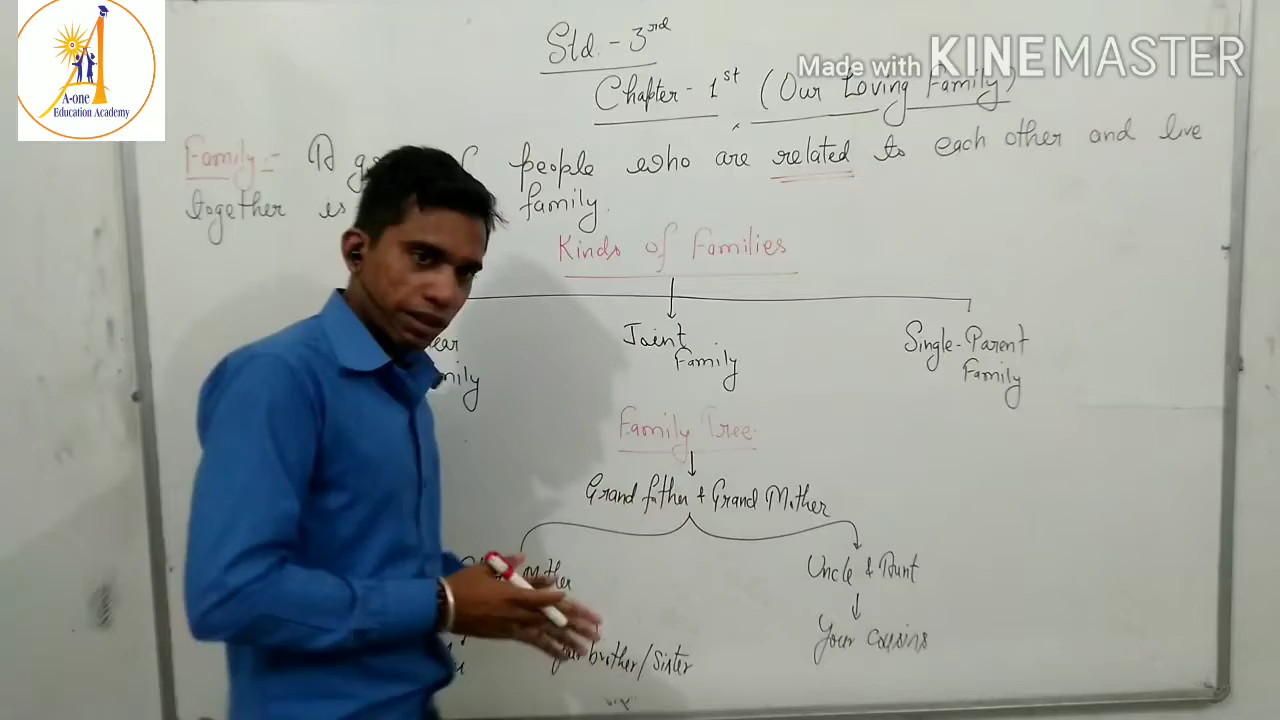 A-one
Education Academy
Made with KINEMASTER
Std. - 3rd
Chapter - 1st (Our Loving Family)
Family :- A people who are related to each other and live
together is family.
Kinds of Families
Joint
Family
Single-Parent
Family
Family Tree
Grand father + Grand Mother
Uncle & Aunt
Your cousins
brother/Sister